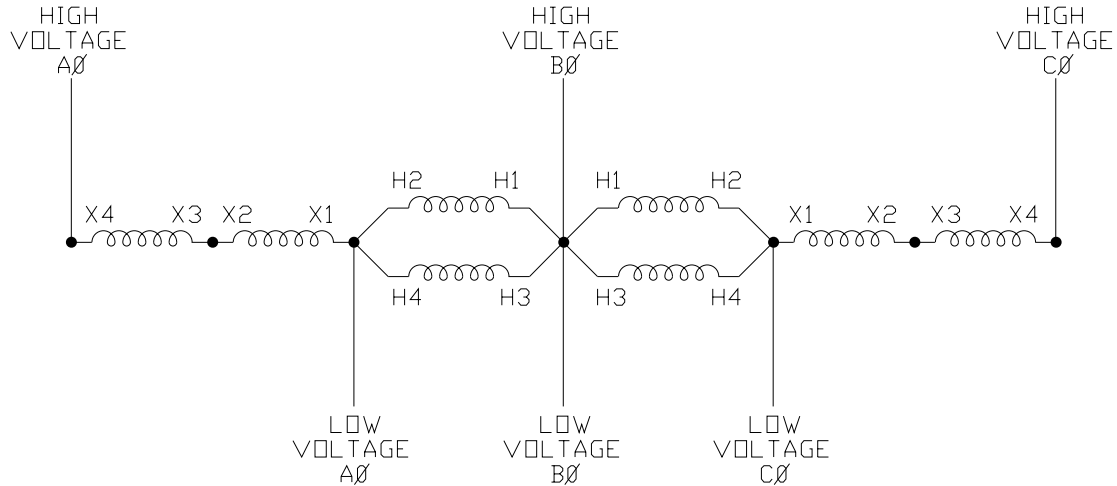 HIGH
VOLTAGE
AØ
HIGH
VOLTAGE
BØ
HIGH
VOLTAGE
CØ
H2 H1 H1 H2
X4 X3 X2 X1 X1 X2 X3 X4
H4 H3 H3 H4
LOW
VOLTAGE
AØ
LOW
VOLTAGE
BØ
LOW
VOLTAGE
CØ